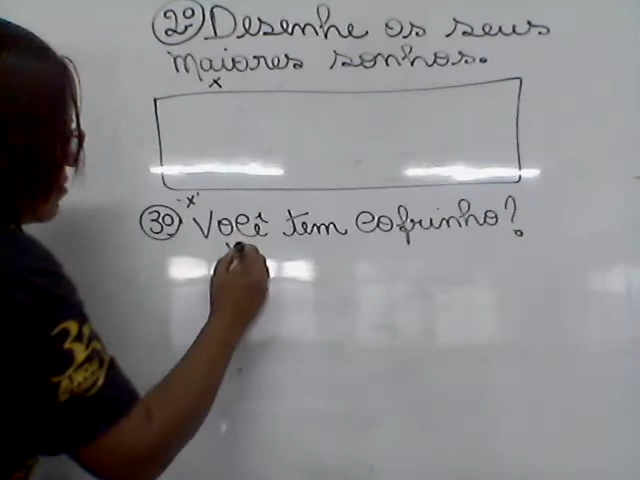 2º Desenhe os seus
maiores sonhos.
x
x
3º Você tem cofrinho?